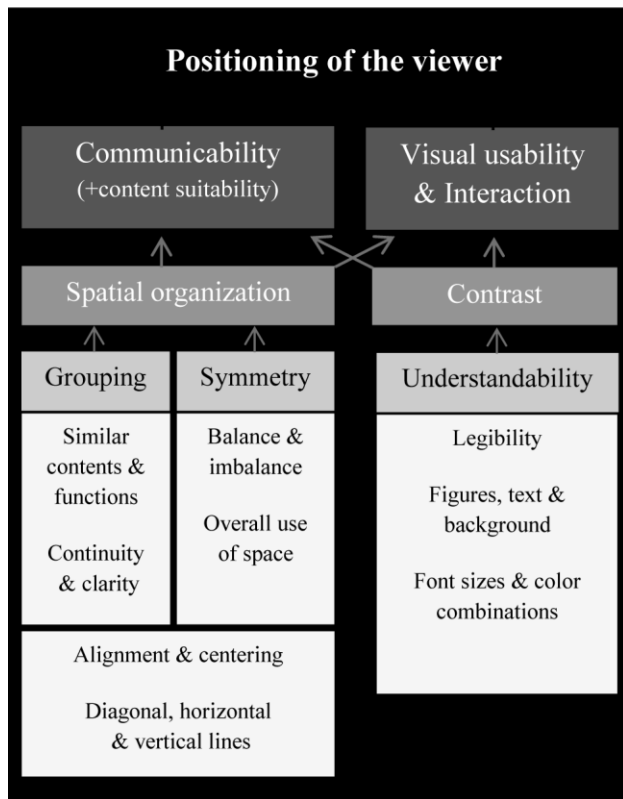 Positioning of the viewer
Communicability
(+content suitability)
Visual usability
& Interaction
Spatial organization
Contrast
Grouping
Symmetry
Understandability
Similar
contents &
functions
Continuity
& clarity
Balance &
imbalance
Overall use
of space
Legibility
Figures, text &
background
Font sizes & color
combinations
Alignment & centering
Diagonal, horizontal
& vertical lines